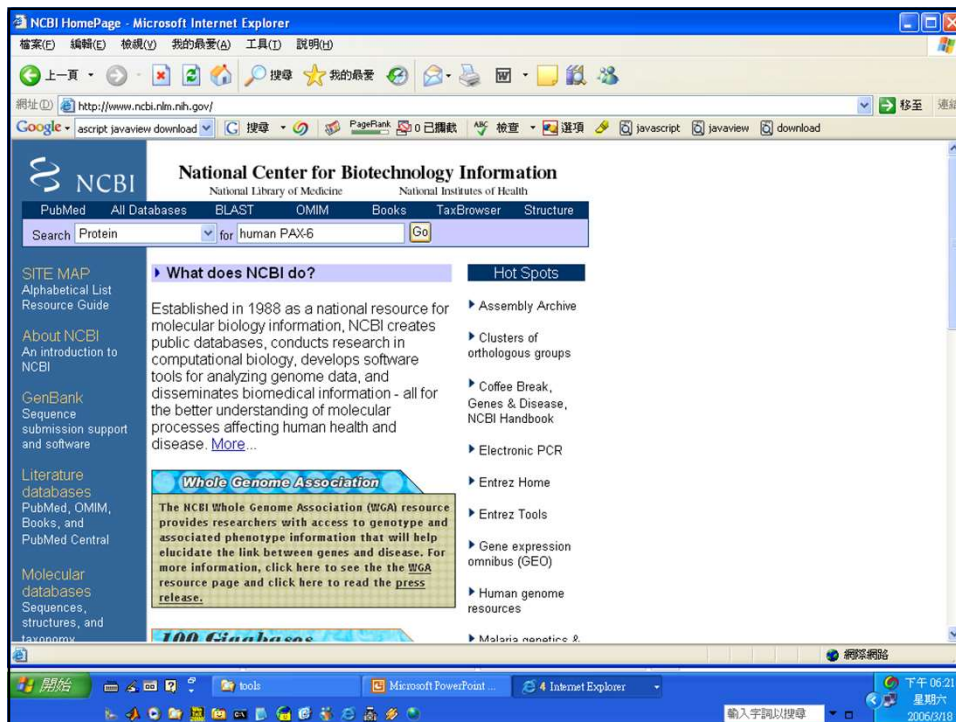 NCBI HomePage - Microsoft Internet Explorer
檔案(F) 編輯(E) 檢視(V) 我的最愛(A) 工具(T) 說明(H)
上一頁 搜尋 我的最愛
網址(D) http://www.ncbi.nlm.nih.gov/ 移至 連結
Google ascript javaview download 搜尋 PageRank 0 已攔截 檢查 選項 javascript javaview download
NCBI
National Center for Biotechnology Information
National Library of Medicine National Institutes of Health
PubMed All Databases BLAST OMIM Books TaxBrowser Structure
Search Protein for human PAX-6 Go
SITE MAP
Alphabetical List
Resource Guide
About NCBI
An introduction to
NCBI
GenBank
Sequence
submission support
and software
Literature
databases
PubMed, OMIM,
Books, and
PubMed Central
Molecular
databases
Sequences,
structures, and
taxonomy
What does NCBI do?
Established in 1988 as a national resource for
molecular biology information, NCBI creates
public databases, conducts research in
computational biology, develops software
tools for analyzing genome data, and
disseminates biomedical information - all for
the better understanding of molecular
processes affecting human health and
disease. More...
Whole Genome Association
The NCBI Whole Genome Association (WGA) resource
provides researchers with access to genotype and
associated phenotype information that will help
elucidate the link between genes and disease. For
more information, click here to see the the WGA
resource page and click here to read the press
release.
100 Gigabases
Hot Spots
Assembly Archive
Clusters of
orthologous groups
Coffee Break,
Genes & Disease,
NCBI Handbook
Electronic PCR
Entrez Home
Entrez Tools
Gene expression
omnibus (GEO)
Human genome
resources
Malaria genetics &
網際網路
開始 tools Microsoft PowerPoint ... 4 Internet Explorer 下午 06:21
星期六
輸入字詞以搜尋 2006/3/18